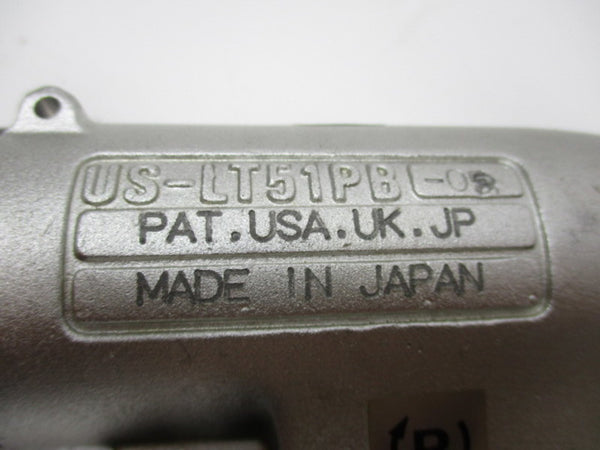 US-LT51PB
PAT.USA.UK.JP
MADE IN JAPAN
(R)